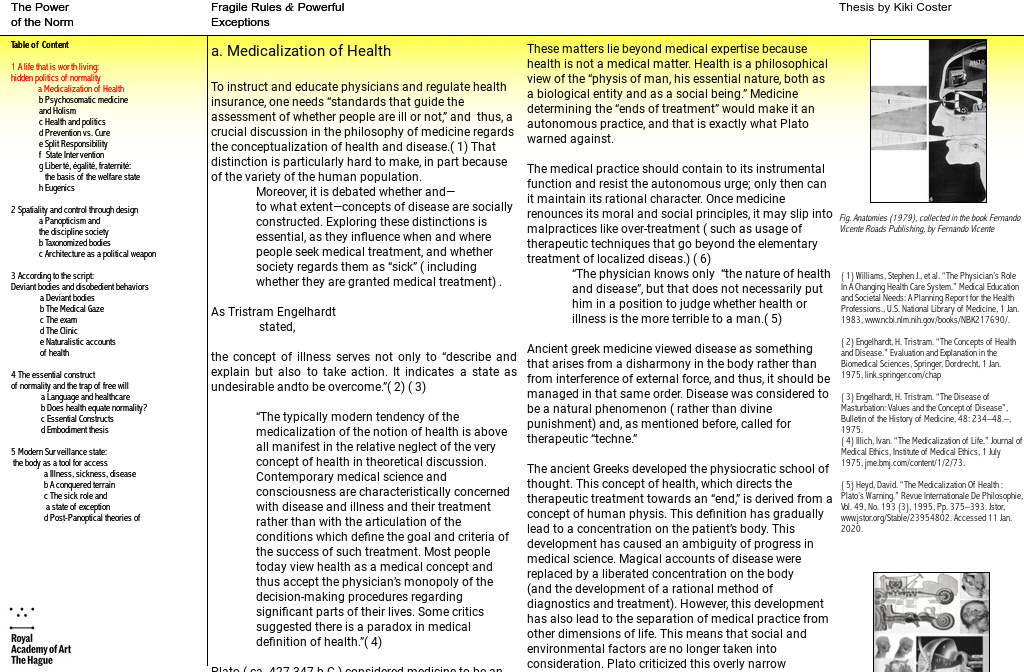 The Power
of the Norm
Fragile Rules & Powerful
Exceptions
Thesis by Kiki Coster
Table of Content
1 A life that is worth living:
hidden politics of normality
a Medicalization of Health
b Psychosomatic medicine
and Holism
c Health and politics
d Prevention vs. Cure
e Split Responsibility
f State Intervention
g Liberté, égalité, fraternité:
the basis of the welfare state
h Eugenics
2 Spatiality and control through design
a Panopticism and
the discipline society
b Taxonomized bodies
c Architecture as a political weapon
3 According to the script:
Deviant bodies and disobedient behaviors
a Deviant bodies
b The Medical Gaze
c The exam
d The Clinic
e Naturalistic accounts
of health
4 The essential construct
of normality and the trap of free will
a Language and healthcare
b Does health equate normality?
c Essential Constructs
d Embodiment thesis
5 Modern Surveillance state:
the body as a tool for access
a Illness, sickness, disease
b A conquered terrain
c The sick role and
a state of exception
d Post-Panoptical theories of
Royal
Academy of Art
The Hague
a. Medicalization of Health
To instruct and educate physicians and regulate health
insurance, one needs “standards that guide the
assessment of whether people are ill or not,” and thus, a
crucial discussion in the philosophy of medicine regards
the conceptualization of health and disease.( 1) That
distinction is particularly hard to make, in part because
of the variety of the human population.
Moreover, it is debated whether and—
to what extent—concepts of disease are socially
constructed. Exploring these distinctions is
essential, as they influence when and where
people seek medical treatment, and whether
society regards them as “sick” ( including
whether they are granted medical treatment) .
As Tristram Engelhardt
stated,
the concept of illness serves not only to “describe and
explain but also to take action. It indicates a state as
undesirable andto be overcome.”( 2) ( 3)
“The typically modern tendency of the
medicalization of the notion of health is above
all manifest in the relative neglect of the very
concept of health in theoretical discussion.
Contemporary medical science and
consciousness are characteristically concerned
with disease and illness and their treatment
rather than with the articulation of the
conditions which define the goal and criteria of
the success of such treatment. Most people
today view health as a medical concept and
thus accept the physician’s monopoly of the
decision-making procedures regarding
significant parts of their lives. Some critics
suggested there is a paradox in medical
definition of health.”( 4)
Plato ( ca. 427-347 b.C.) considered medicine to be an
These matters lie beyond medical expertise because
health is not a medical matter. Health is a philosophical
view of the “physis of man, his essential nature, both as
a biological entity and as a social being.” Medicine
determining the “ends of treatment” would make it an
autonomous practice, and that is exactly what Plato
warned against.
The medical practice should contain to its instrumental
function and resist the autonomous urge; only then can
it maintain its rational character. Once medicine
renounces its moral and social principles, it may slip into
malpractices like over-treatment ( such as usage of
therapeutic techniques that go beyond the elementary
treatment of localized diseas.) ( 6)
“The physician knows only “the nature of health
and disease”, but that does not necessarily put
him in a position to judge whether health or
illness is the more terrible to a man.( 5)
Ancient greek medicine viewed disease as something
that arises from a disharmony in the body rather than
from interference of external force, and thus, it should be
managed in that same order. Disease was considered to
be a natural phenomenon ( rather than divine
punishment) and, as mentioned before, called for
therapeutic “techne.”
The ancient Greeks developed the physiocratic school of
thought. This concept of health, which directs the
therapeutic treatment towards an “end,” is derived from a
concept of human physis. This definition has gradually
lead to a concentration on the patient’s body. This
development has caused an ambiguity of progress in
medical science. Magical accounts of disease were
replaced by a liberated concentration on the body
(and the development of a rational method of
diagnostics and treatment). However, this development
has also lead to the separation of medical practice from
other dimensions of life. This means that social and
environmental factors are no longer taken into
consideration. Plato criticized this overly narrow
AUTO
Fig. Anatomies (1979), collected in the book Fernando
Vicente Roads Publishing, by Fernando Vicente
( 1) Williams, Stephen J., et al. “The Physician’s Role
In A Changing Health Care System.” Medical Education
and Societal Needs: A Planning Report for the Health
Professions., U.S. National Library of Medicine, 1 Jan.
1983, www.ncbi.nlm.nih.gov/books/NBK217690/.
( 2) Engelhardt, H. Tristram. “The Concepts of Health
and Disease.” Evaluation and Explanation in the
Biomedical Sciences, Springer, Dordrecht, 1 Jan.
1975, link.springer.com/chap
( 3) Engelhardt, H. Tristram. “The Disease of
Masturbation: Values and the Concept of Disease”,
Bulletin of the History of Medicine, 48: 234–48.–,
1975.
( 4) Illich, Ivan. “The Medicalization of Life.” Journal of
Medical Ethics, Institute of Medical Ethics, 1 July
1975, jme.bmj.com/content/1/2/73.
( 5) Heyd, David. “The Medicalization Of Health :
Plato’s Warning.” Revue Internationale De Philosophie,
Vol. 49, No. 193 (3), 1995, Pp. 375–393. Jstor,
www.jstor.org/Stable/23954802. Accessed 11 Jan.
2020.